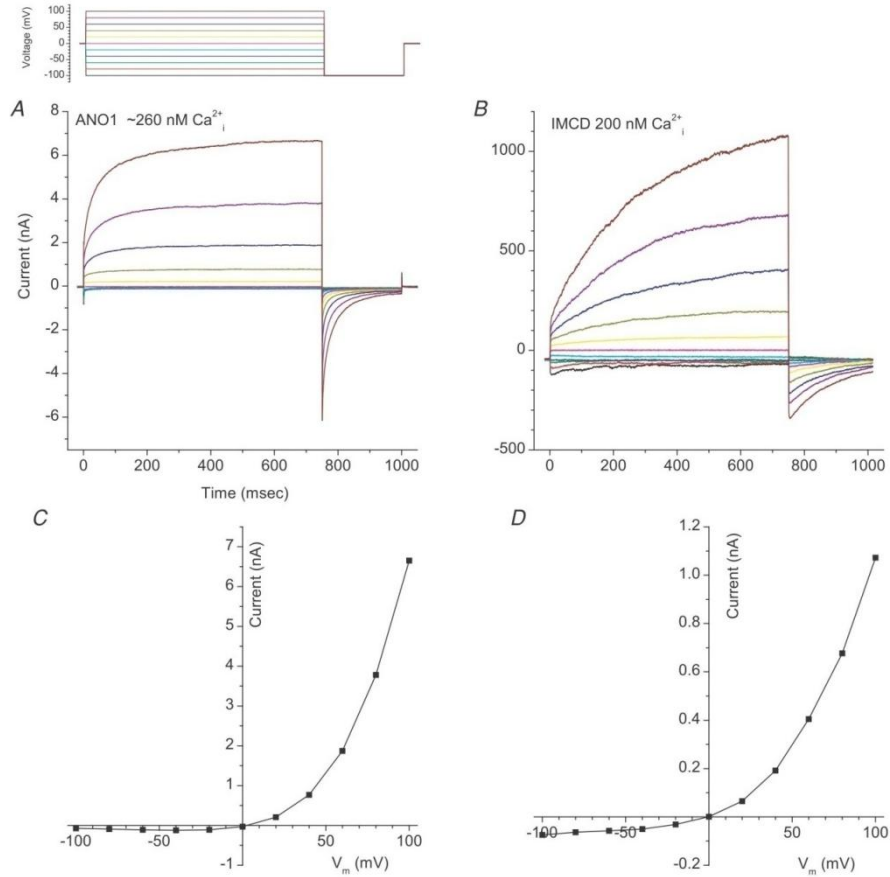 Voltage (mV)
100
50
0
-50
-100
A
ANO1 ~260 nM Ca2+i
8
6
4
2
0
-2
-4
-6
Current (nA)
0 200 400 600 800 1000
Time (msec)
B
IMCD 200 nM Ca2+i
1000
500
0
-500
0 200 400 600 800 1000
C
7
6
5
4
3
2
1
-1
Current (nA)
-100 -50 50 100
Vm (mV)
D
1.2
1.0
0.8
0.6
0.4
0.2
-0.2
Current (nA)
-100 -50 50 100
Vm (mV)